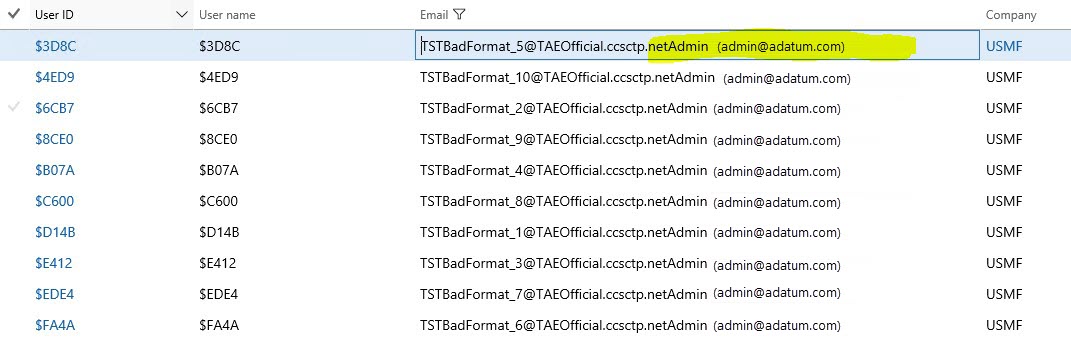 User ID User name Email Company
$3D8C $3D8C TSTBadFormat_5@TAEOfficial.ccsctp.netAdmin (admin@adatum.com) USMF
$4ED9 $4ED9 TSTBadFormat_10@TAEOfficial.ccsctp.netAdmin (admin@adatum.com) USMF
$6CB7 $6CB7 TSTBadFormat_2@TAEOfficial.ccsctp.netAdmin (admin@adatum.com) USMF
$8CE0 $8CE0 TSTBadFormat_9@TAEOfficial.ccsctp.netAdmin (admin@adatum.com) USMF
$B07A $B07A TSTBadFormat_4@TAEOfficial.ccsctp.netAdmin (admin@adatum.com) USMF
$C600 $C600 TSTBadFormat_8@TAEOfficial.ccsctp.netAdmin (admin@adatum.com) USMF
$D14B $D14B TSTBadFormat_1@TAEOfficial.ccsctp.netAdmin (admin@adatum.com) USMF
$E412 $E412 TSTBadFormat_3@TAEOfficial.ccsctp.netAdmin (admin@adatum.com) USMF
$EDE4 $EDE4 TSTBadFormat_7@TAEOfficial.ccsctp.netAdmin (admin@adatum.com) USMF
$FA4A $FA4A TSTBadFormat_6@TAEOfficial.ccsctp.netAdmin (admin@adatum.com) USMF